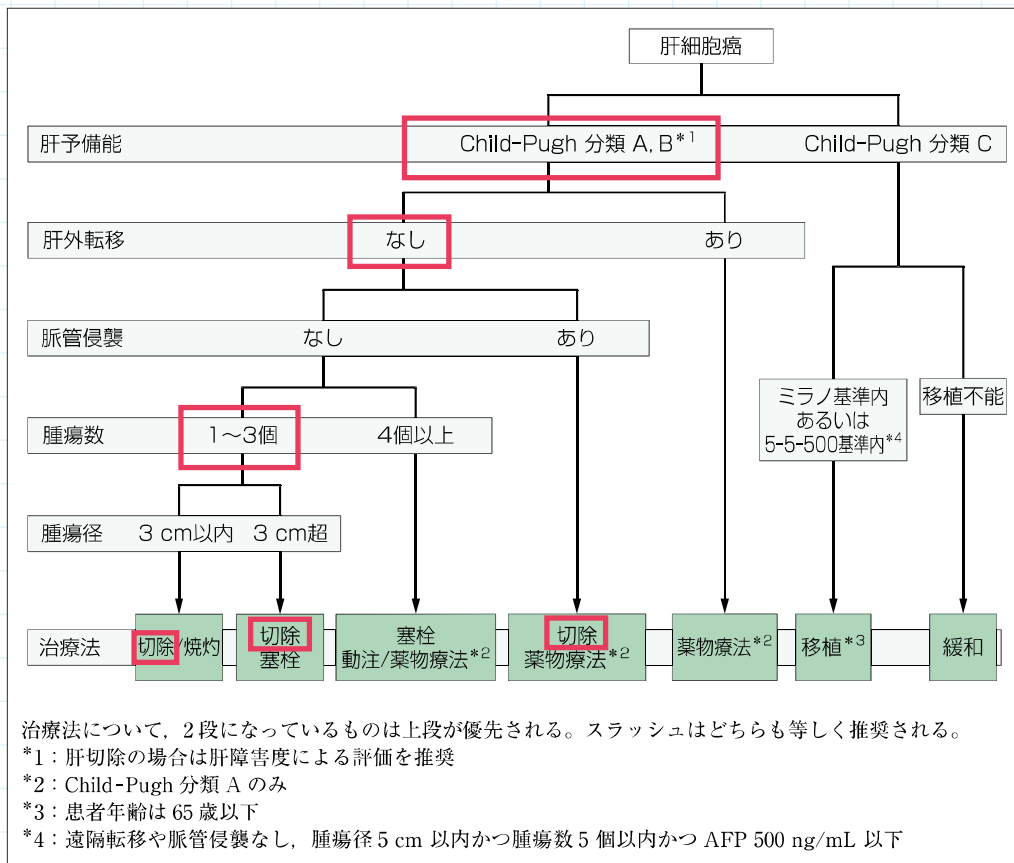 肝細胞癌
肝予備能 Child-Pugh 分類 A, B*1 Child-Pugh 分類 C
肝外転移 なし あり
脈管侵襲 なし あり
ミラノ基準内
あるいは
5-5-500基準内*4
移植不能
腫瘍数 1〜3個 4個以上
腫瘍径 3 cm以内 3 cm超
治療法
切除/焼灼
切除
塞栓
塞栓
動注/薬物療法*2
切除
薬物療法*2
薬物療法*2
移植*3
緩和
治療法について，2段になっているものは上段が優先される。スラッシュはどちらも等しく推奨される。
*1：肝切除の場合は肝障害度による評価を推奨
*2：Child-Pugh 分類 A のみ
*3：患者年齢は 65 歳以下
*4：遠隔転移や脈管侵襲なし，腫瘍径 5 cm 以内かつ腫瘍数 5 個以内かつ AFP 500 ng/mL 以下